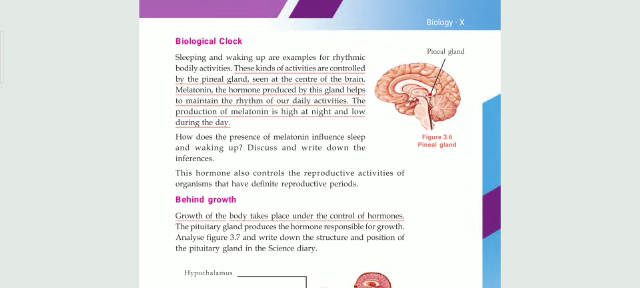 Biology - X
Biological Clock
Sleeping and waking up are examples for rhythmic
bodily activities. These kinds of activities are controlled
by the pineal gland, seen at the centre of the brain.
Melatonin, the hormone produced by this gland helps
to maintain the rhythm of our daily activities. The
production of melatonin is high at night and low
during the day.
Pineal gland
Figure 3.6
Pineal gland
How does the presence of melatonin influence sleep
and waking up? Discuss and write down the
inferences.
This hormone also controls the reproductive activities of
organisms that have definite reproductive periods.
Behind growth
Growth of the body takes place under the control of hormones.
The pituitary gland produces the hormone responsible for growth.
Analyse figure 3.7 and write down the structure and position of
the pituitary gland in the Science diary.
Hypothalamus